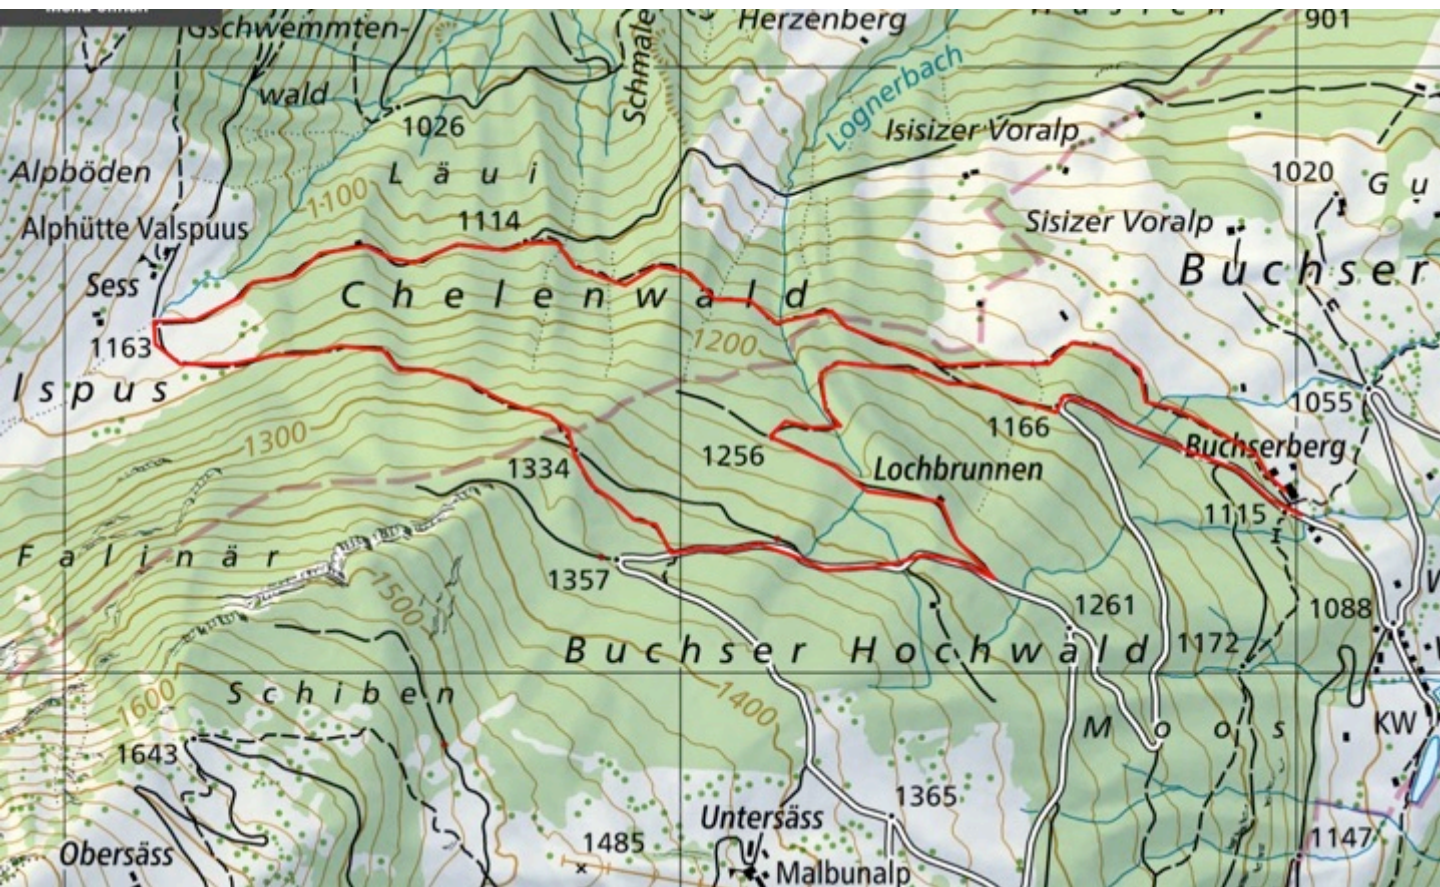 Gschwemmten-
Herzenberg
901
wald
Schmale
Lognerbach
1026
Isisizer Voralp
Alpböden
L ä u i
1020
G u
1100
Alphütte Valspuus
1114
Sisizer Voralp
Buchser
Sess
Chelenwald
1163
1200
Ispus
1055
1300
1166
1256
Buchserberg
1334
Lochbrunnen
1115
Falinär
1357
1500
1261
1088
Buchser Hochwald
1172
Schiben
1600
1400
Moos
KW
1643
1365
Untersäss
1485
1147
Obersäss
Malbunalp